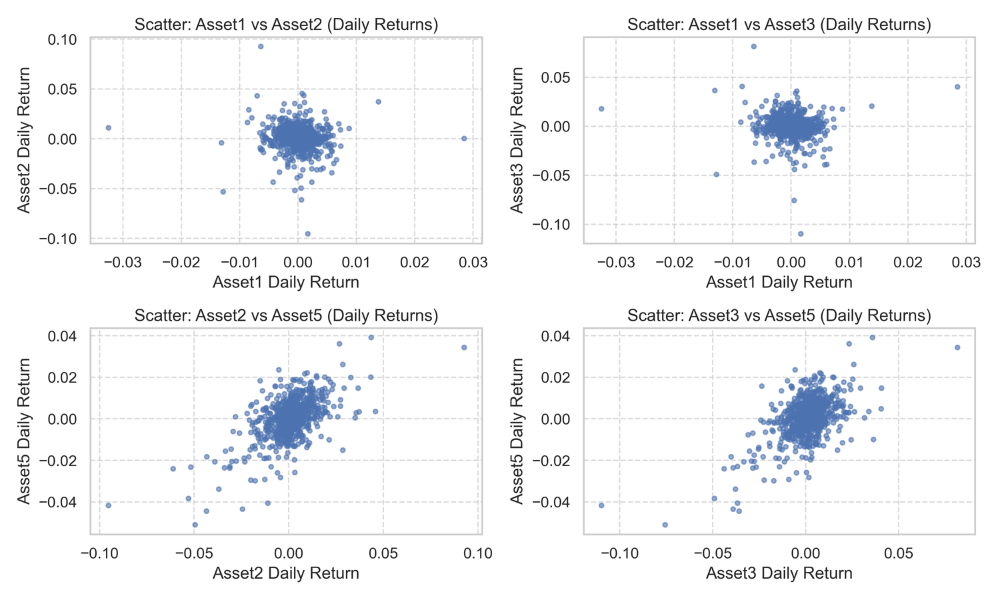 Scatter: Asset1 vs Asset2 (Daily Returns)
Asset2 Daily Return
0.10
0.05
0.00
−0.05
−0.10
−0.03 −0.02 −0.01 0.00 0.01 0.02 0.03
Asset1 Daily Return
Scatter: Asset1 vs Asset3 (Daily Returns)
Asset3 Daily Return
0.05
0.00
−0.05
−0.10
−0.03 −0.02 −0.01 0.00 0.01 0.02 0.03
Asset1 Daily Return
Scatter: Asset2 vs Asset5 (Daily Returns)
Asset5 Daily Return
0.04
0.02
0.00
−0.02
−0.04
−0.10 −0.05 0.00 0.05 0.10
Asset2 Daily Return
Scatter: Asset3 vs Asset5 (Daily Returns)
Asset5 Daily Return
0.04
0.02
0.00
−0.02
−0.04
−0.10 −0.05 0.00 0.05
Asset3 Daily Return